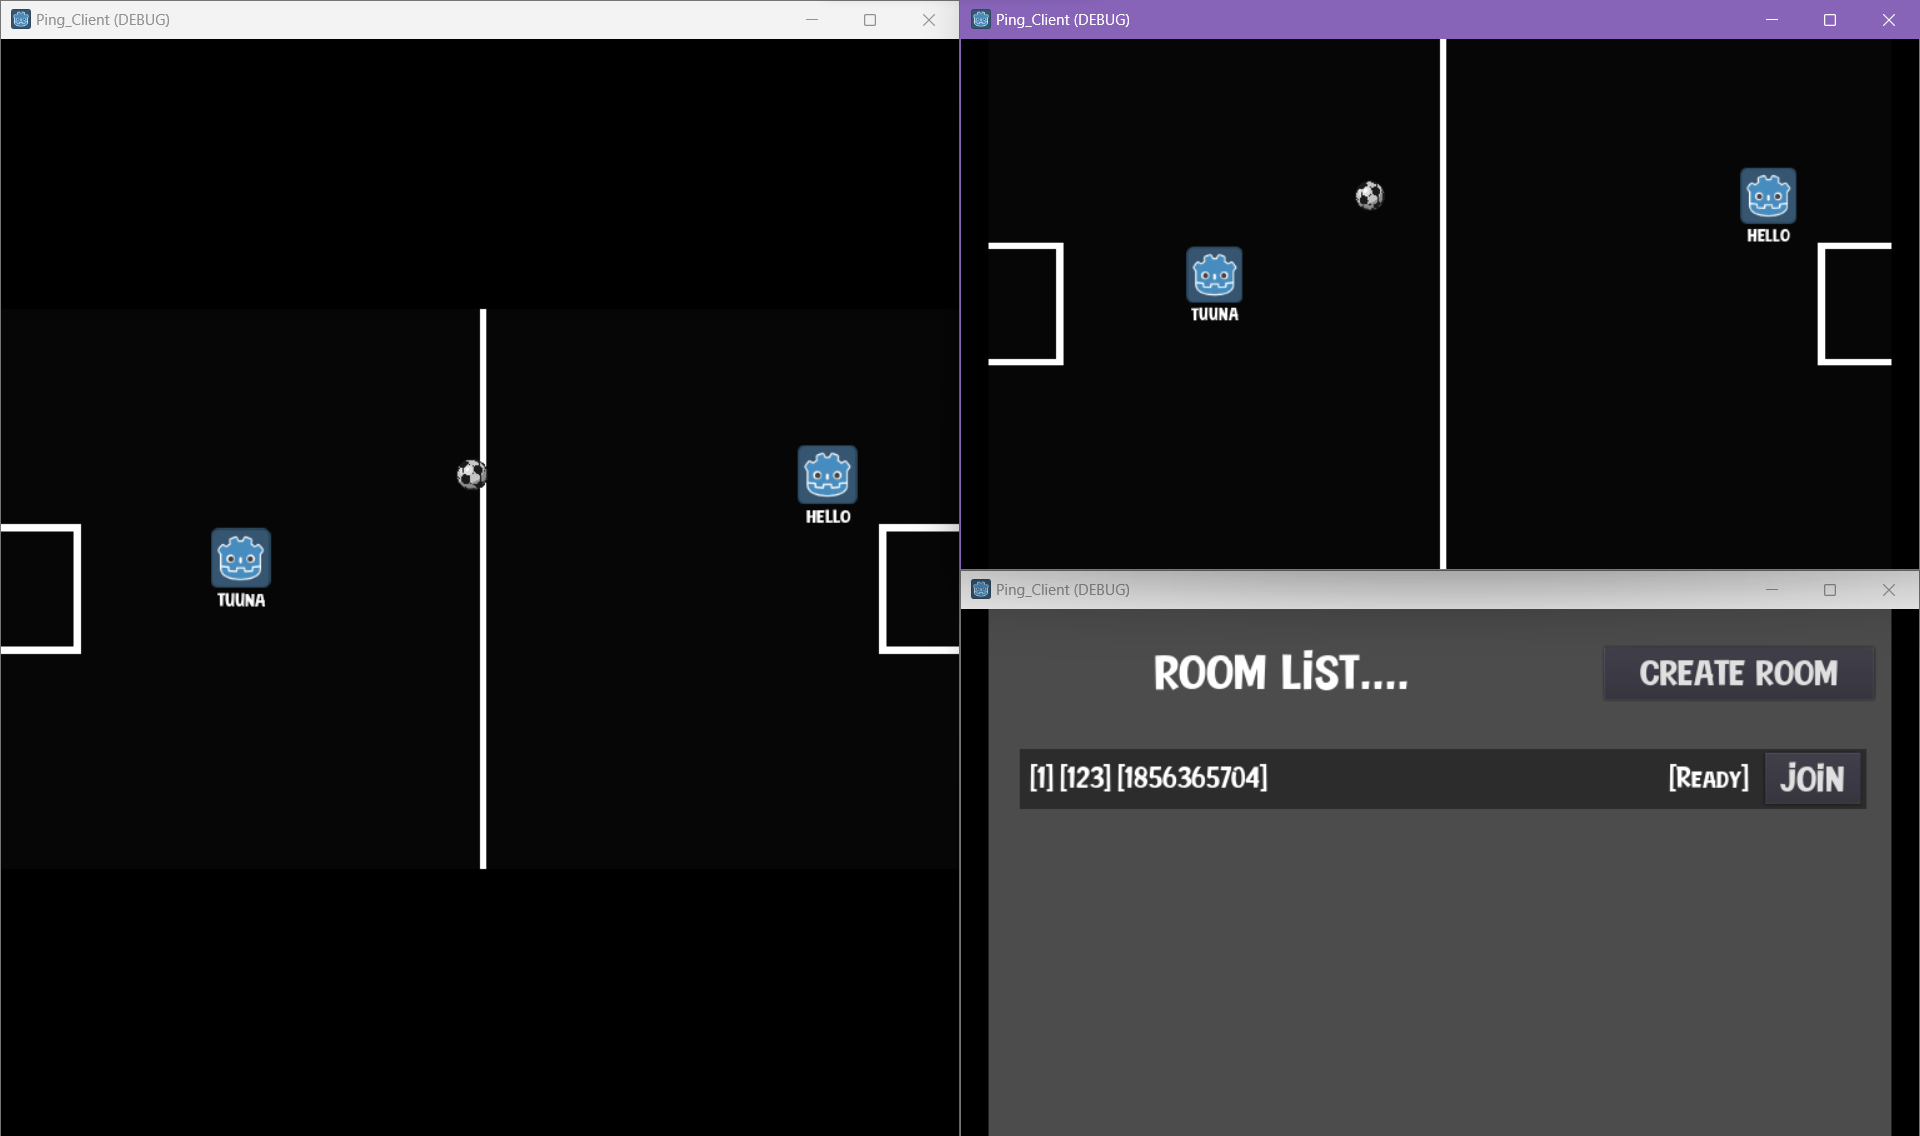 Ping_Client (DEBUG)
HELLO
TUUNA
Ping_Client (DEBUG)
HELLO
TUUNA
Ping_Client (DEBUG)
ROOM LiST....
CREATE ROOM
[1] [123] [1856365704]
[READY]
JOiN